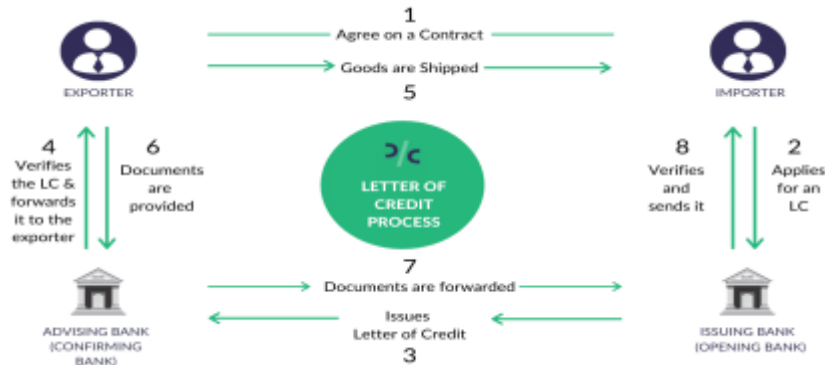 1
Agree on a Contract
Goods are Shipped
5
EXPORTER
IMPORTER
4
Verifies
the LC &
forwards
it to the
exporter
6
Documents
are
provided
LETTER OF
CREDIT
PROCESS
8
Verifies
and
sends it
2
Applies
for an
LC
7
Documents are forwarded
Issues
Letter of Credit
3
ADVISING BANK
(CONFIRMING
BANK)
ISSUING BANK
(OPENING BANK)